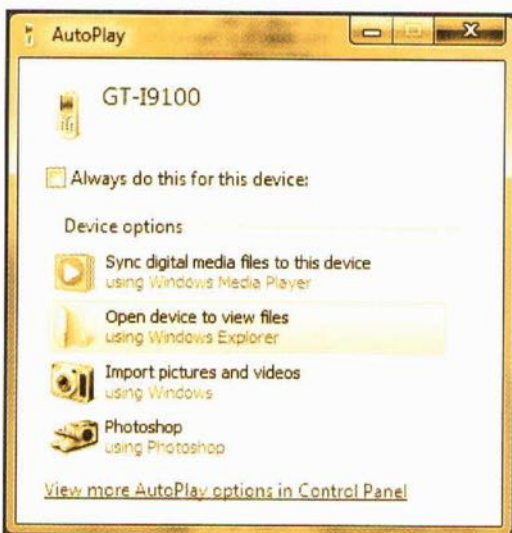 AutoPlay
GT-I9100
Always do this for this device:
Device options
Sync digital media files to this device
using Windows Media Player
Open device to view files
using Windows Explorer
Import pictures and videos
using Windows
Photoshop
using Photoshop
View more AutoPlay options in Control Panel